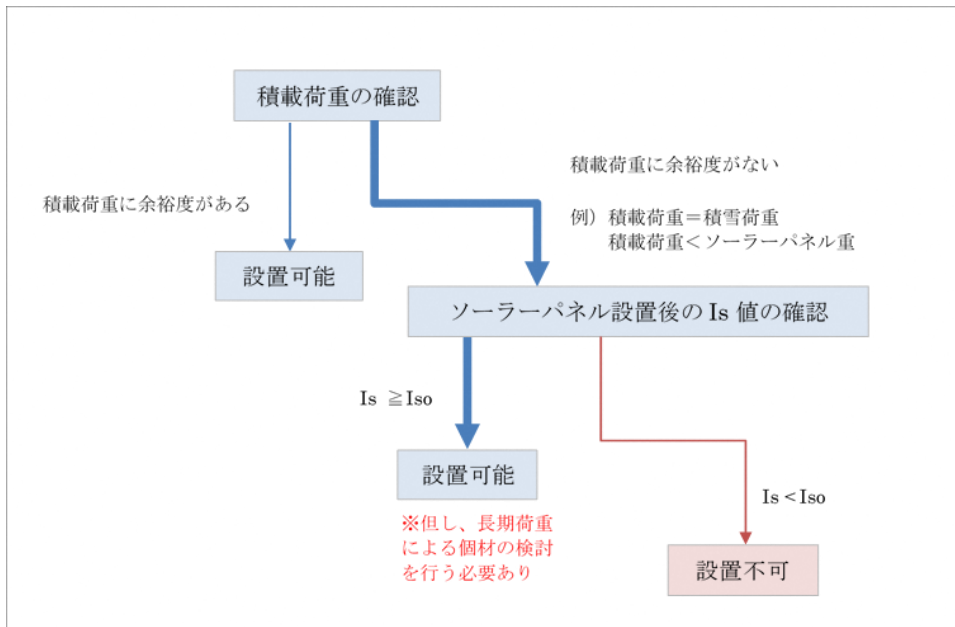 積載荷重の確認
積載荷重に余裕度がない
積載荷重に余裕度がある
例）積載荷重＝積雪荷重
積載荷重＜ソーラーパネル重
設置可能
ソーラーパネル設置後の Is 値の確認
Is ≧Iso
設置可能
Is＜Iso
※但し、長期荷重
による個材の検討
を行う必要あり
設置不可